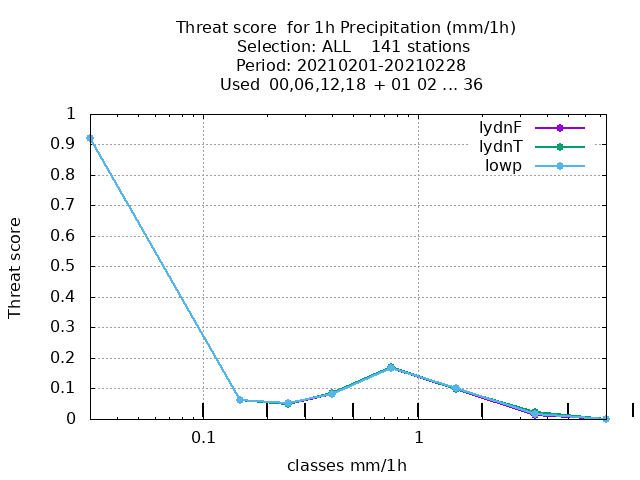 Threat score  for 1h Precipitation (mm/1h)
Selection: ALL    141 stations
Period: 20210201-20210228
Used  00,06,12,18  + 01 02 ... 36
lydnF
lydnT
lowp
1
0.9
0.8
0.7
0.6
0.5
0.4
0.3
0.2
0.1
0
Threat score
0.1
1
classes mm/1h